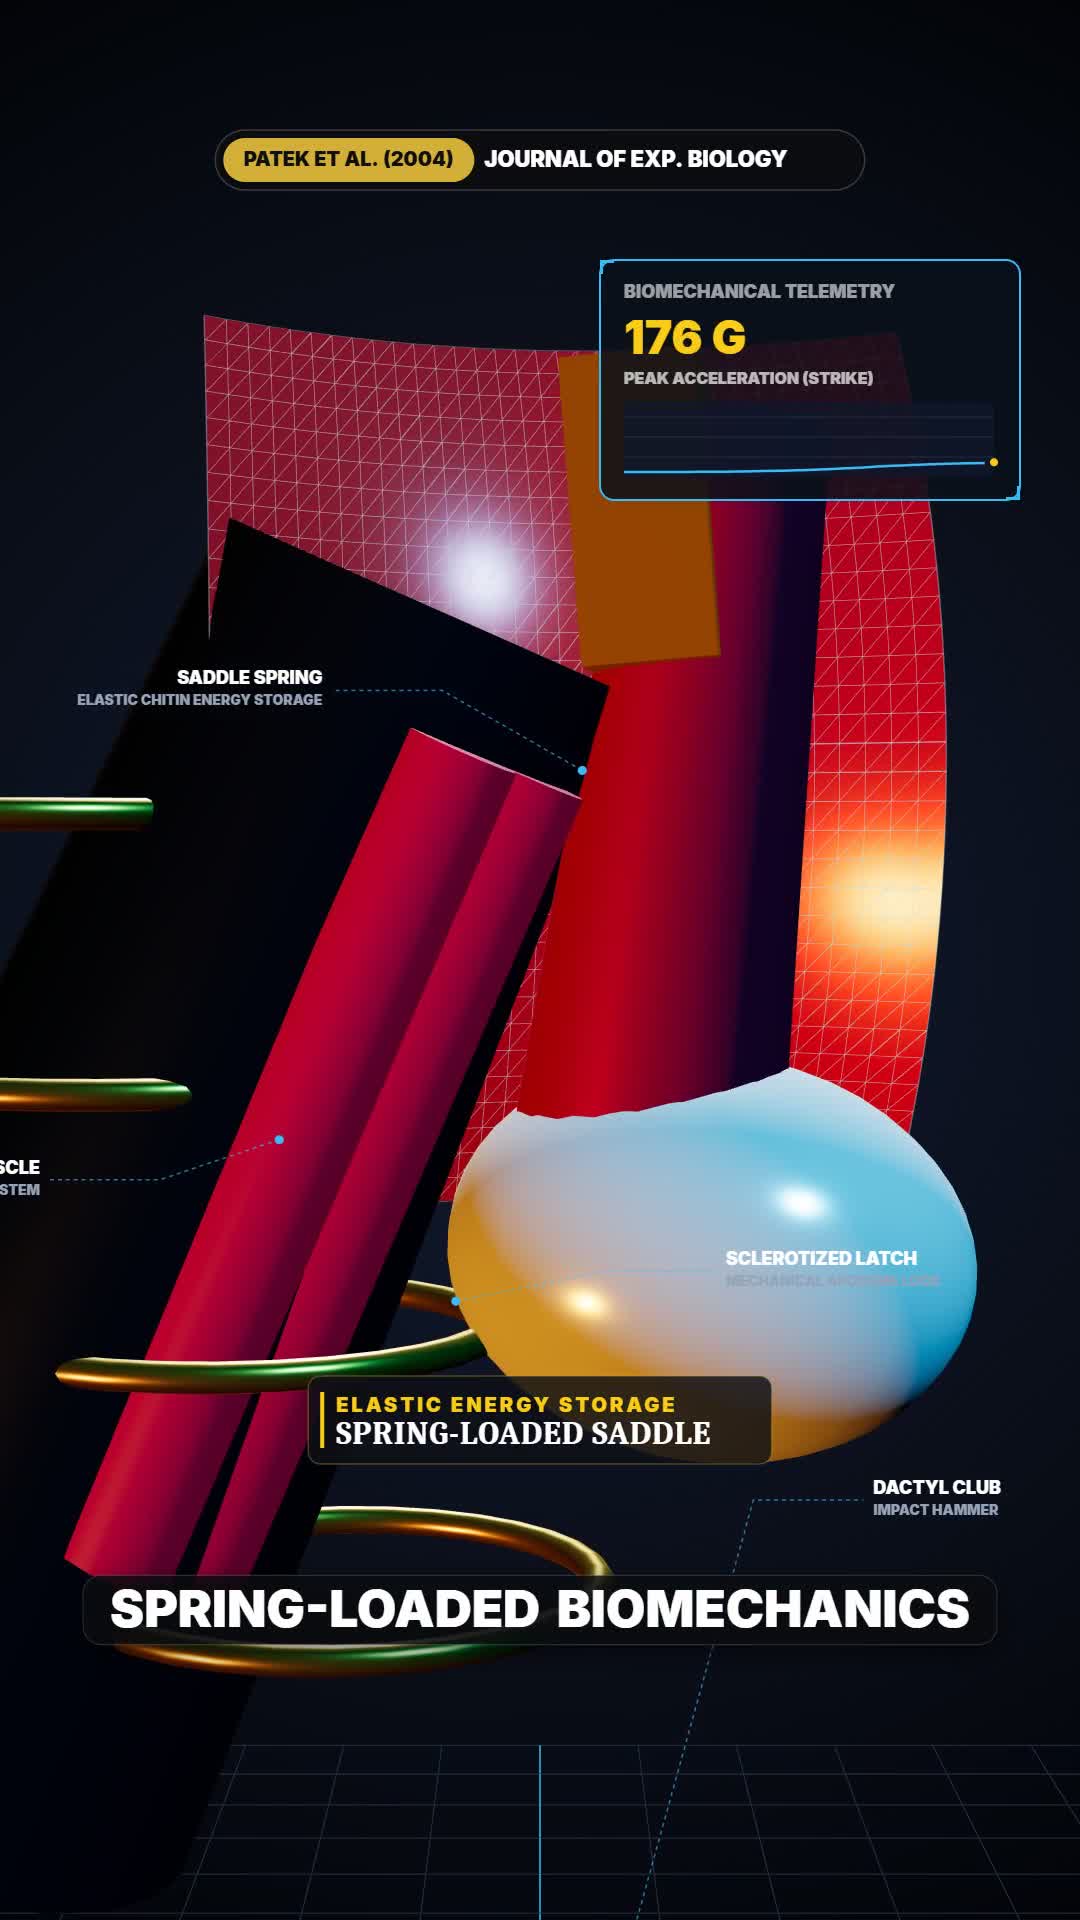 PATEK ET AL. (2004) JOURNAL OF EXP. BIOLOGY
BIOMECHANICAL TELEMETRY
176 G
PEAK ACCELERATION (STRIKE)
SADDLE SPRING
ELASTIC CHITIN ENERGY STORAGE
SCLE
STEM
SCLEROTIZED LATCH
MECHANICAL
ELASTIC ENERGY STORAGE
SPRING-LOADED SADDLE
DACTYL CLUB
IMPACT HAMMER
SPRING-LOADED BIOMECHANICS